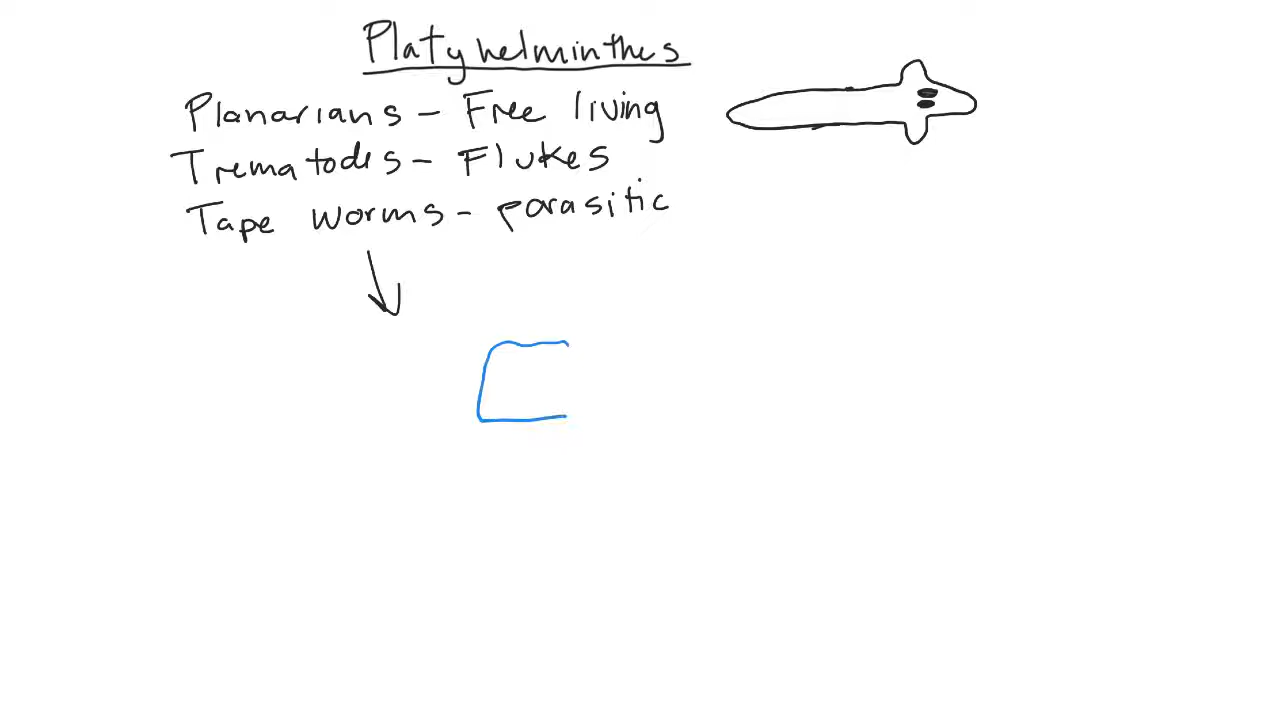 Platyhelminthes
Planarians - Free living
Trematodes - Flukes
Tape worms - parasitic